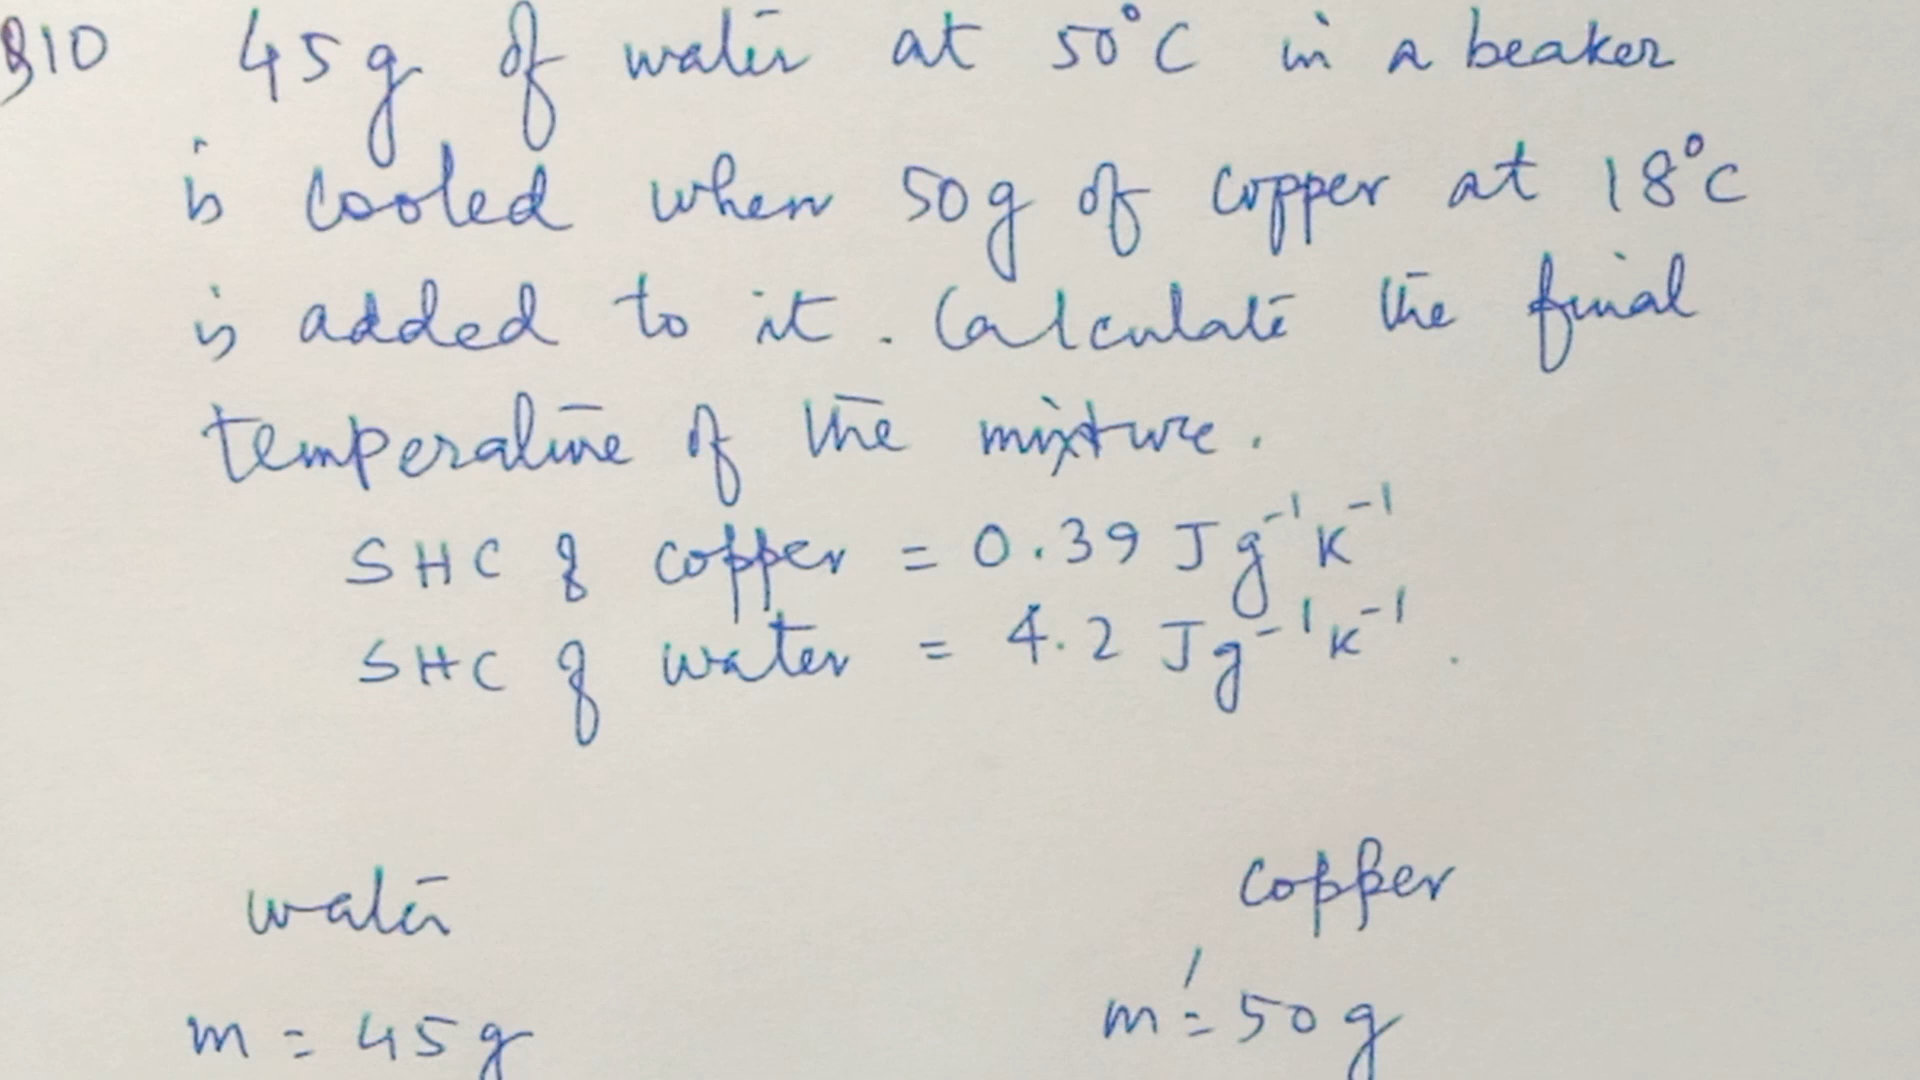 Q10 45g of water at 50°C in a beaker
is cooled when 50g of copper at 18°C
is added to it. Calculate the final
temperature of the mixture.
SHC of copper = 0.39 Jg⁻¹K⁻¹
SHC of water = 4.2 Jg⁻¹K⁻¹.
water copper
m = 45g m' = 50g